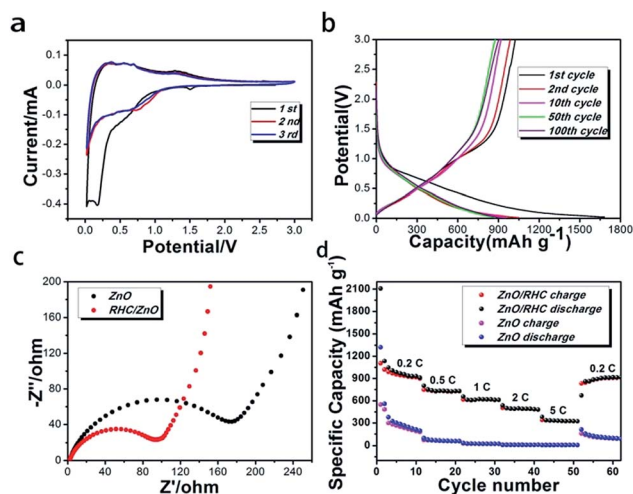 a
0.1
0.0
-0.1
-0.2
-0.3
-0.4
Current/mA
1 st
2 nd
3 rd
0.0 0.5 1.0 1.5 2.0 2.5 3.0
Potential/V
b
3.0
2.5
2.0
1.5
1.0
0.5
0.0
Potential(V)
1st cycle
2nd cycle
10th cycle
50th cycle
100th cycle
0 300 600 900 1200 1500 1800
Capacity(mAh g-1)
c
200
160
120
80
40
0
-Z''/ohm
ZnO
RHC/ZnO
0 40 80 120 160 200 240
Z'/ohm
d
2100
1800
1500
1200
900
600
300
0
Specific Capacity (mAh g-1)
ZnO/RHC charge
ZnO/RHC discharge
ZnO charge
ZnO discharge
0.2 C
0.5 C
1 C
2 C
5 C
0.2 C
0 10 20 30 40 50 60
Cycle number